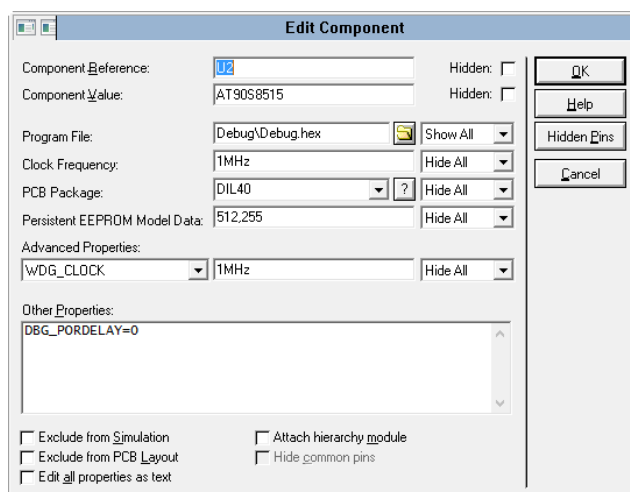 Edit Component
Component Reference: U2 Hidden: OK
Component Value: AT90S8515 Hidden: Help
Program File: Debug\Debug.hex Show All Hidden Pins
Clock Frequency: 1MHz Hide All
PCB Package: DIL40 ? Hide All Cancel
Persistent EEPROM Model Data: 512,255 Hide All
Advanced Properties:
WDG_CLOCK 1MHz Hide All
Other Properties:
DBG_PORDELAY=0
Exclude from Simulation Attach hierarchy module
Exclude from PCB Layout Hide common pins
Edit all properties as text